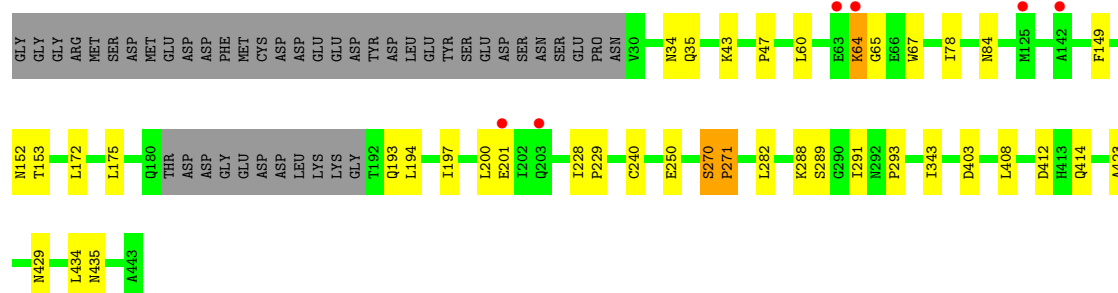 GLY GLY GLY ARG MET SER ASP MET GLU ASP ASP PHE MET CYS ASP ASP GLU GLU ASP TYR ASP LEU GLU TYR SER GLU ASP SER ASN SER GLU PRO ASN V30 N34 Q35 K43 P47 L60 E63 K64 G65 E66 W67 I78 N84 M125 A142 F149
N152 T153 L172 L175 Q180 THR ASP ASP GLY GLU ASP ASP LEU LYS LYS GLY T192 Q193 L194 I197 L200 E201 I202 Q203 I228 P229 C240 E250 S270 P271 L282 K288 S289 G290 I291 N292 P293 I343 D403 L408 D412 H413 Q414 A423
N429 L434 N435 A443